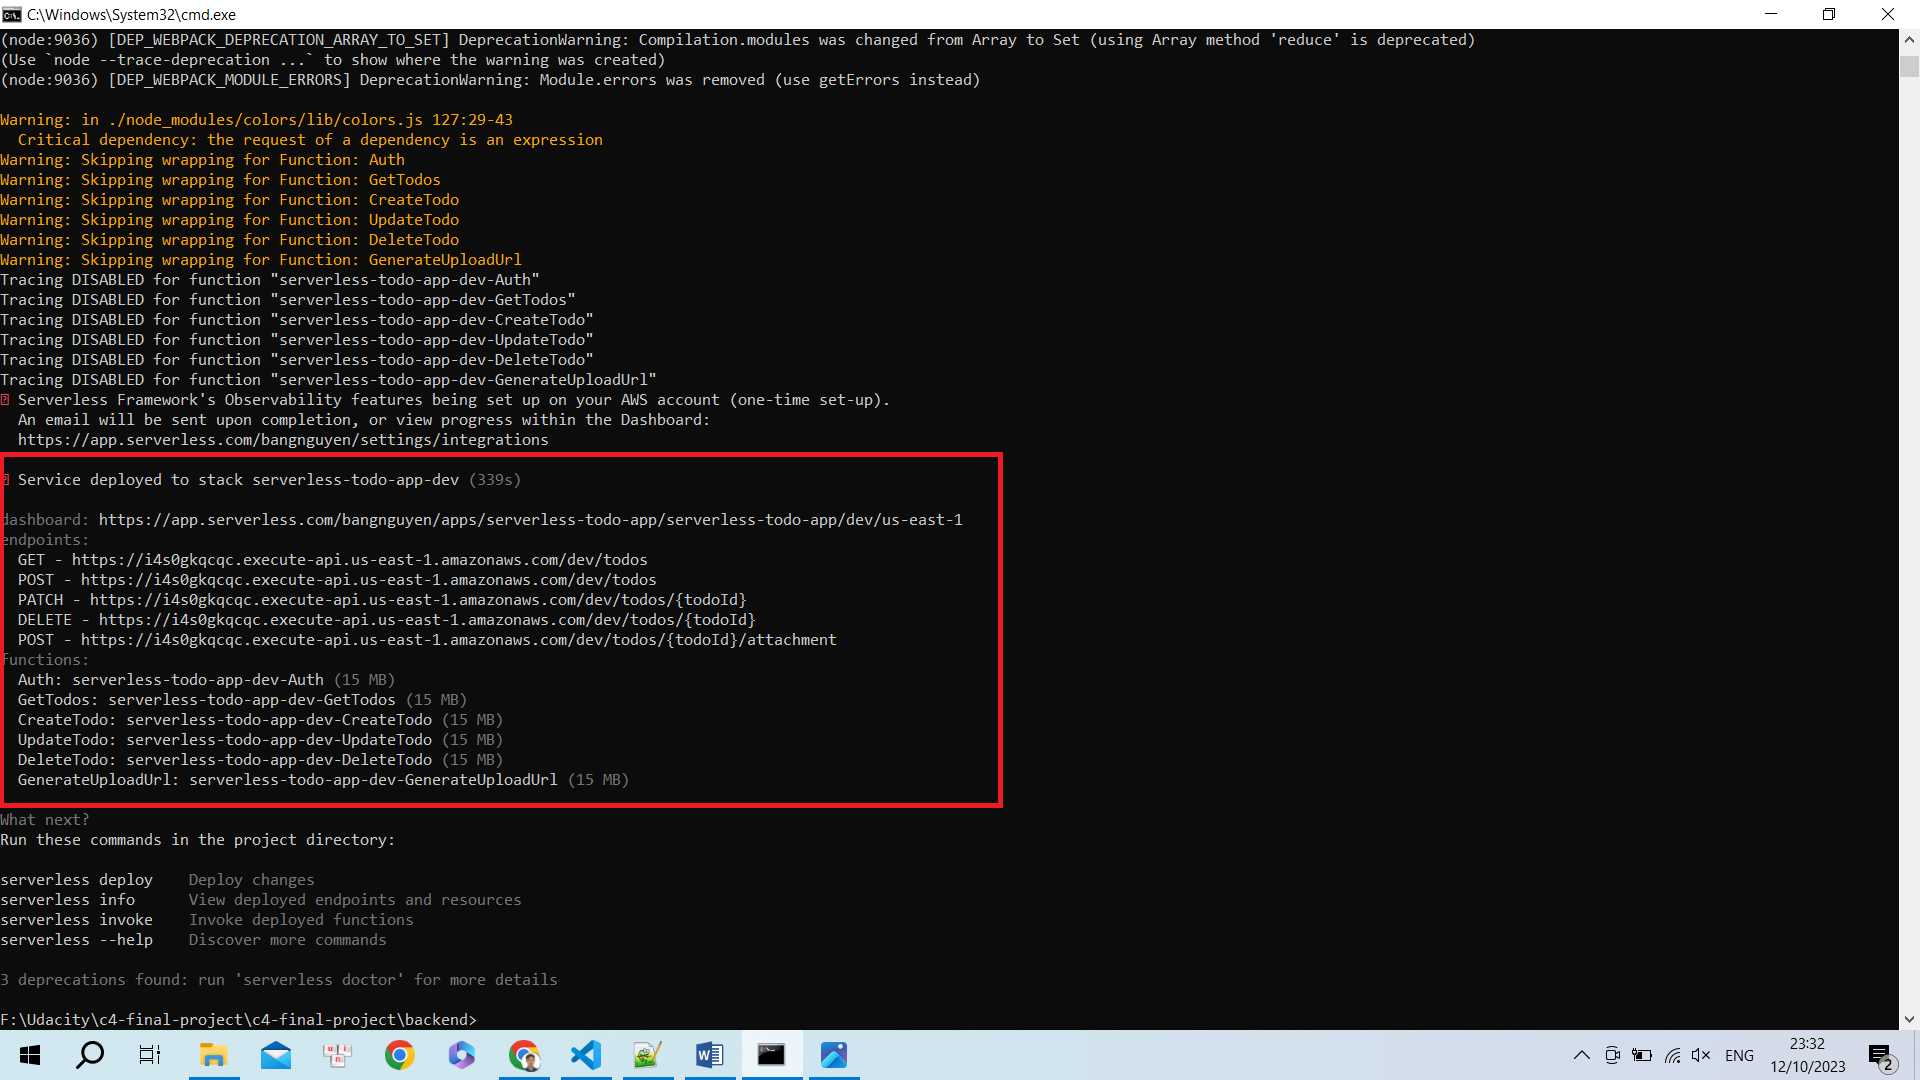 C:\Windows\System32\cmd.exe
(node:9036) [DEP_WEBPACK_DEPRECATION_ARRAY_TO_SET] DeprecationWarning: Compilation.modules was changed from Array to Set (using Array method 'reduce' is deprecated)
(Use `node --trace-deprecation ...` to show where the warning was created)
(node:9036) [DEP_WEBPACK_MODULE_ERRORS] DeprecationWarning: Module.errors was removed (use getErrors instead)
Warning: in ./node_modules/colors/lib/colors.js 127:29-43
Critical dependency: the request of a dependency is an expression
Warning: Skipping wrapping for Function: Auth
Warning: Skipping wrapping for Function: GetTodos
Warning: Skipping wrapping for Function: CreateTodo
Warning: Skipping wrapping for Function: UpdateTodo
Warning: Skipping wrapping for Function: DeleteTodo
Warning: Skipping wrapping for Function: GenerateUploadUrl
Tracing DISABLED for function "serverless-todo-app-dev-Auth"
Tracing DISABLED for function "serverless-todo-app-dev-GetTodos"
Tracing DISABLED for function "serverless-todo-app-dev-CreateTodo"
Tracing DISABLED for function "serverless-todo-app-dev-UpdateTodo"
Tracing DISABLED for function "serverless-todo-app-dev-DeleteTodo"
Tracing DISABLED for function "serverless-todo-app-dev-GenerateUploadUrl"
Serverless Framework's Observability features being set up on your AWS account (one-time set-up).
An email will be sent upon completion, or view progress within the Dashboard:
https://app.serverless.com/bangnguyen/settings/integrations
Service deployed to stack serverless-todo-app-dev (339s)
dashboard: https://app.serverless.com/bangnguyen/apps/serverless-todo-app/serverless-todo-app/dev/us-east-1
endpoints:
GET - https://i4s0gkqcqc.execute-api.us-east-1.amazonaws.com/dev/todos
POST - https://i4s0gkqcqc.execute-api.us-east-1.amazonaws.com/dev/todos
PATCH - https://i4s0gkqcqc.execute-api.us-east-1.amazonaws.com/dev/todos/{todoId}
DELETE - https://i4s0gkqcqc.execute-api.us-east-1.amazonaws.com/dev/todos/{todoId}
POST - https://i4s0gkqcqc.execute-api.us-east-1.amazonaws.com/dev/todos/{todoId}/attachment
functions:
Auth: serverless-todo-app-dev-Auth (15 MB)
GetTodos: serverless-todo-app-dev-GetTodos (15 MB)
CreateTodo: serverless-todo-app-dev-CreateTodo (15 MB)
UpdateTodo: serverless-todo-app-dev-UpdateTodo (15 MB)
DeleteTodo: serverless-todo-app-dev-DeleteTodo (15 MB)
GenerateUploadUrl: serverless-todo-app-dev-GenerateUploadUrl (15 MB)
What next?
Run these commands in the project directory:
serverless deploy Deploy changes
serverless info View deployed endpoints and resources
serverless invoke Invoke deployed functions
serverless --help Discover more commands
3 deprecations found: run 'serverless doctor' for more details
F:\Udacity\c4-final-project\c4-final-project\backend>
ENG
23:32
12/10/2023
2